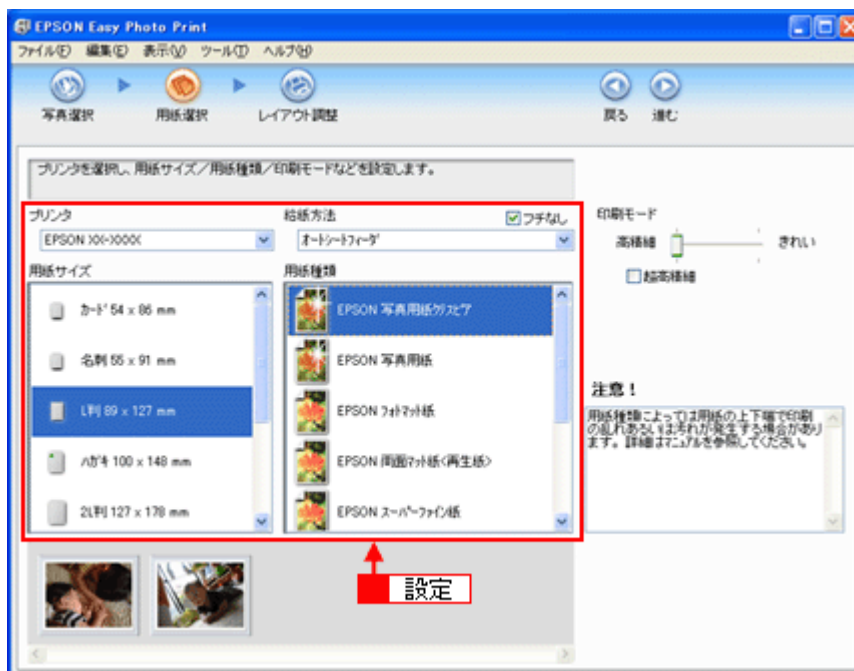 EPSON Easy Photo Print
ファイル(F) 編集(E) 表示(V) ツール(T) ヘルプ(H)
写真選択 用紙選択 レイアウト調整 戻る 進む
プリンタを選択し、用紙サイズ／用紙種類／印刷モードなどを設定します。
プリンタ
EPSON XX-XXXX
給紙方法
フチなし
オートシートフィーダ
印刷モード
高精細 きれい
超高精細
用紙サイズ
カード 54 x 86 mm
名刺 55 x 91 mm
L判 89 x 127 mm
ハガキ 100 x 148 mm
2L判 127 x 178 mm
用紙種類
EPSON 写真用紙クリスピア
EPSON 写真用紙
EPSON フォトマット紙
EPSON 両面マット紙<再生紙>
EPSON スーパーファイン紙
注意！
用紙種類によっては用紙の上下端で印刷
の乱れあるいは汚れが発生する場合があり
ます。詳細はマニュアルを参照してください。
設定